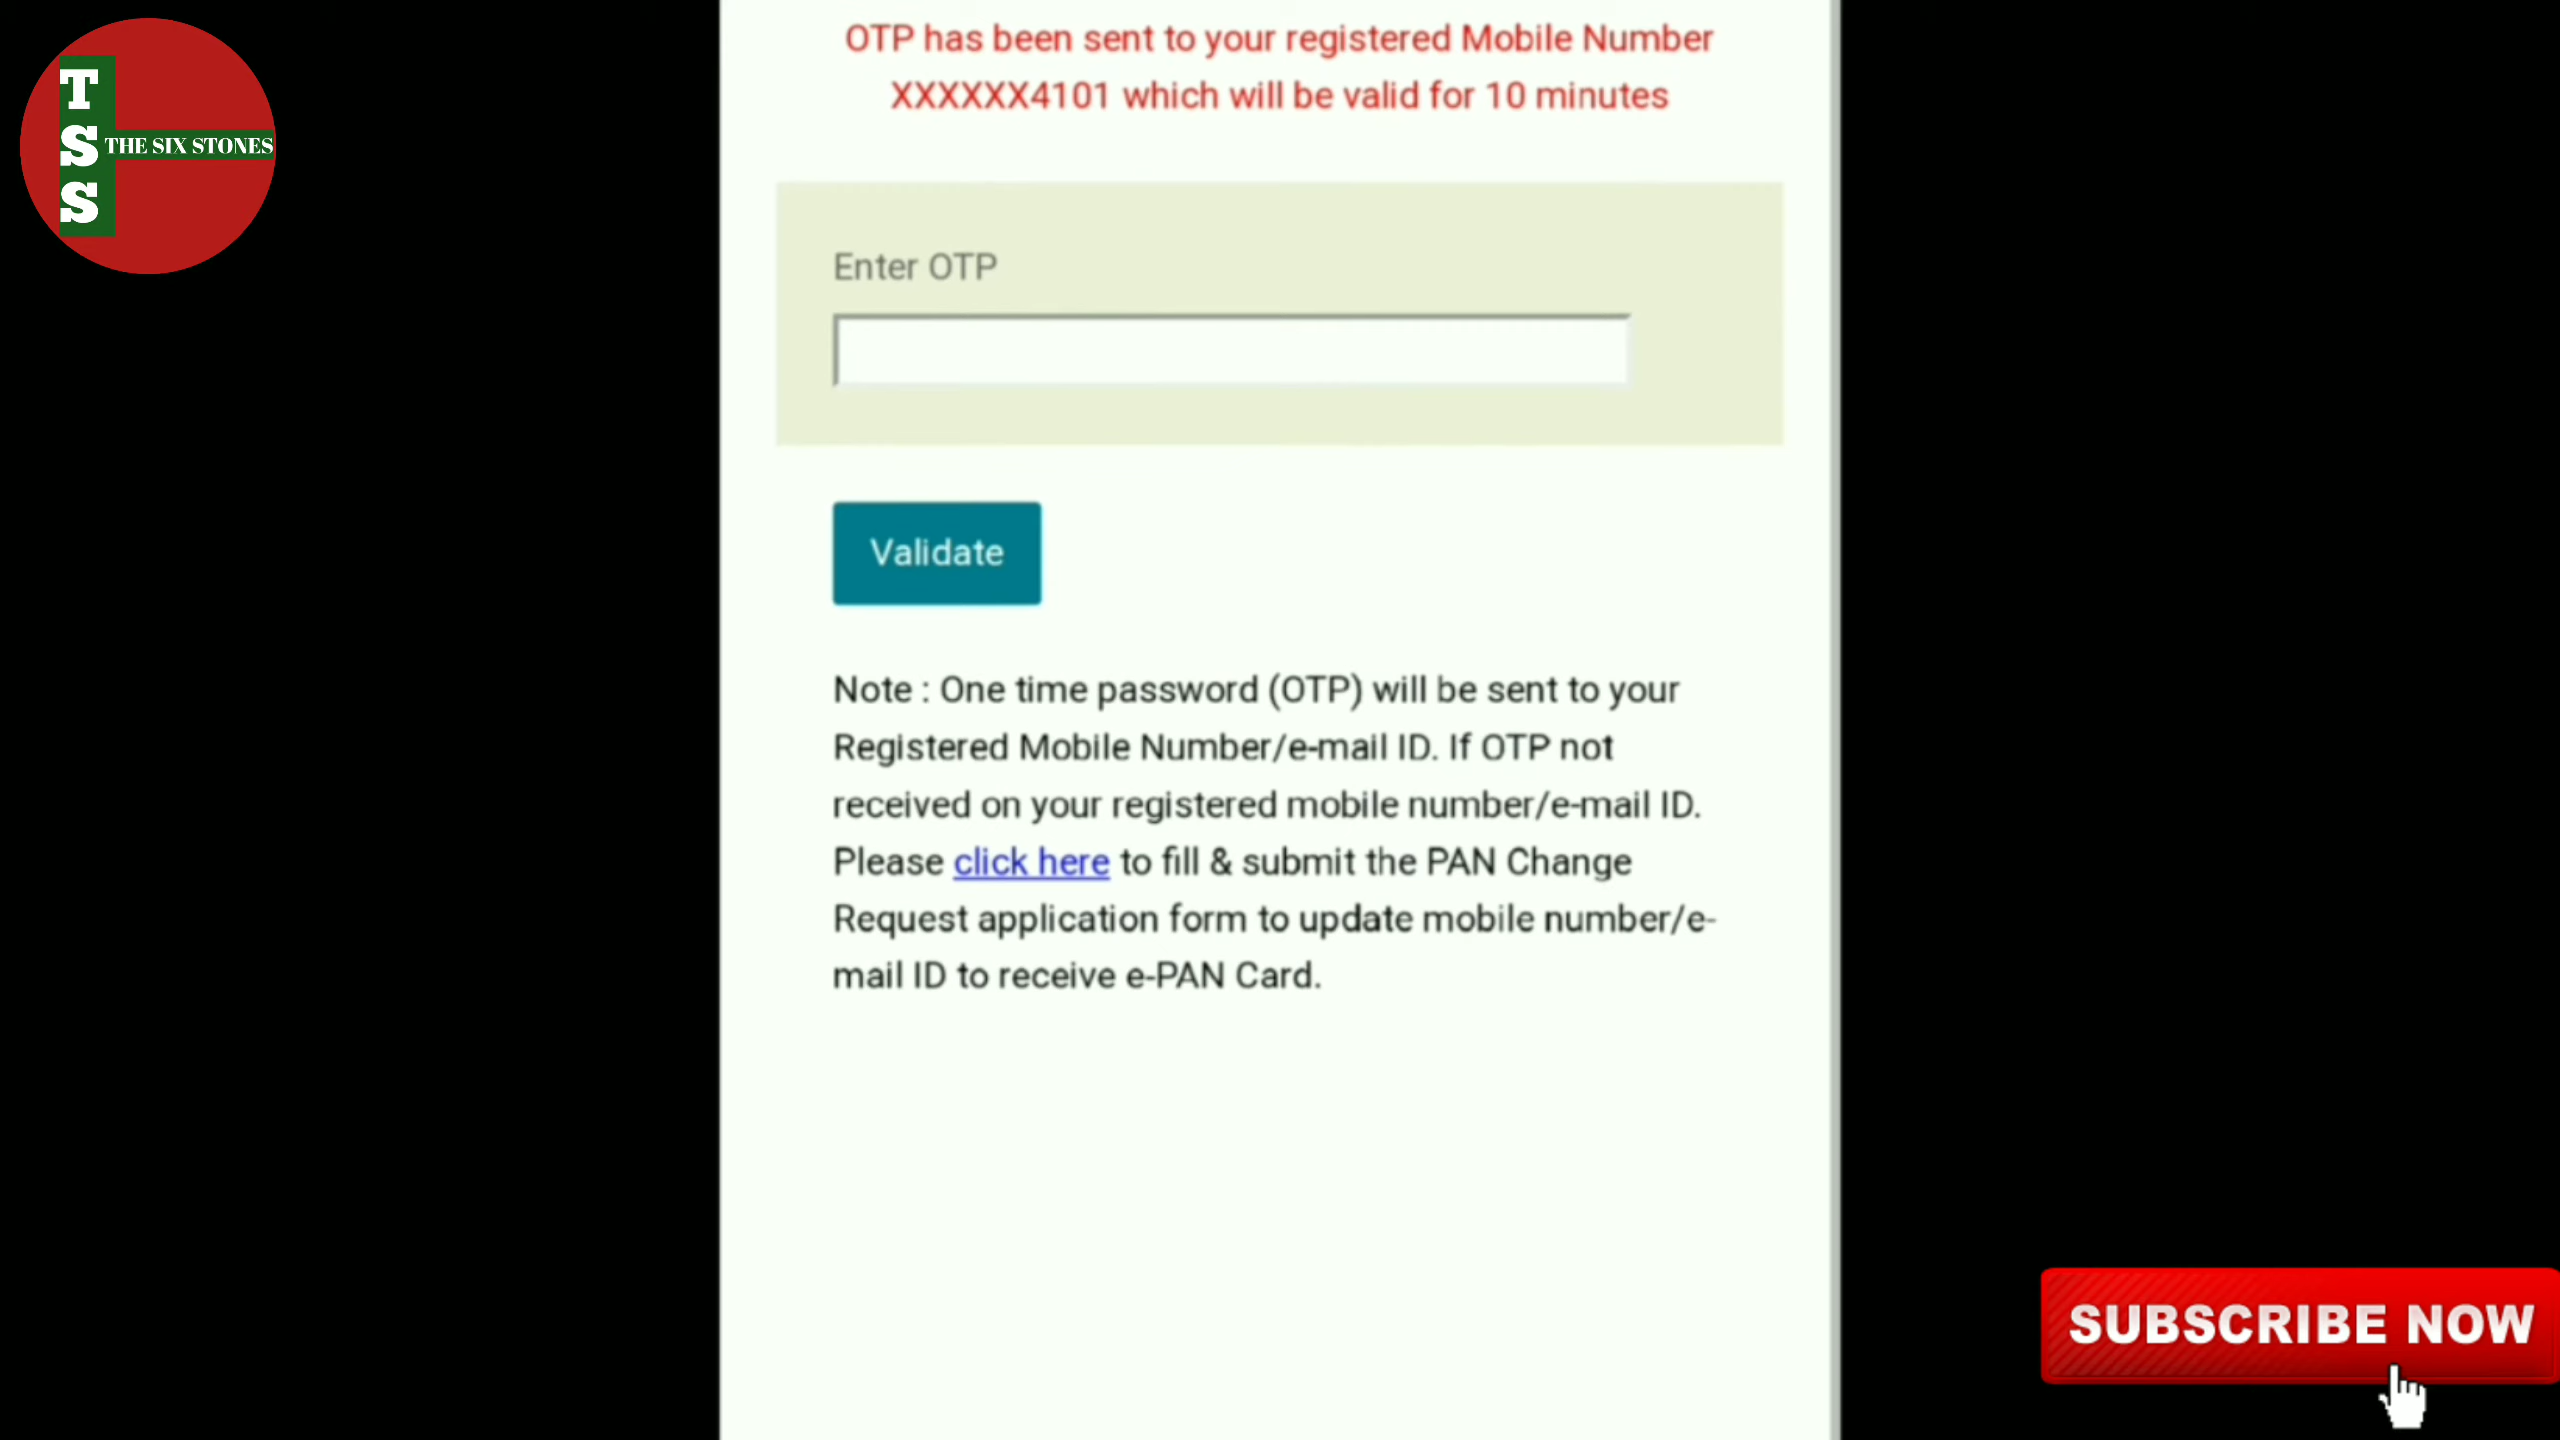 T
S
S
THE SIX STONES
OTP has been sent to your registered Mobile Number
XXXXXX4101 which will be valid for 10 minutes
Enter OTP
Validate
Note : One time password (OTP) will be sent to your
Registered Mobile Number/e-mail ID. If OTP not
received on your registered mobile number/e-mail ID.
Please click here to fill & submit the PAN Change
Request application form to update mobile number/e-
mail ID to receive e-PAN Card.
SUBSCRIBE NOW